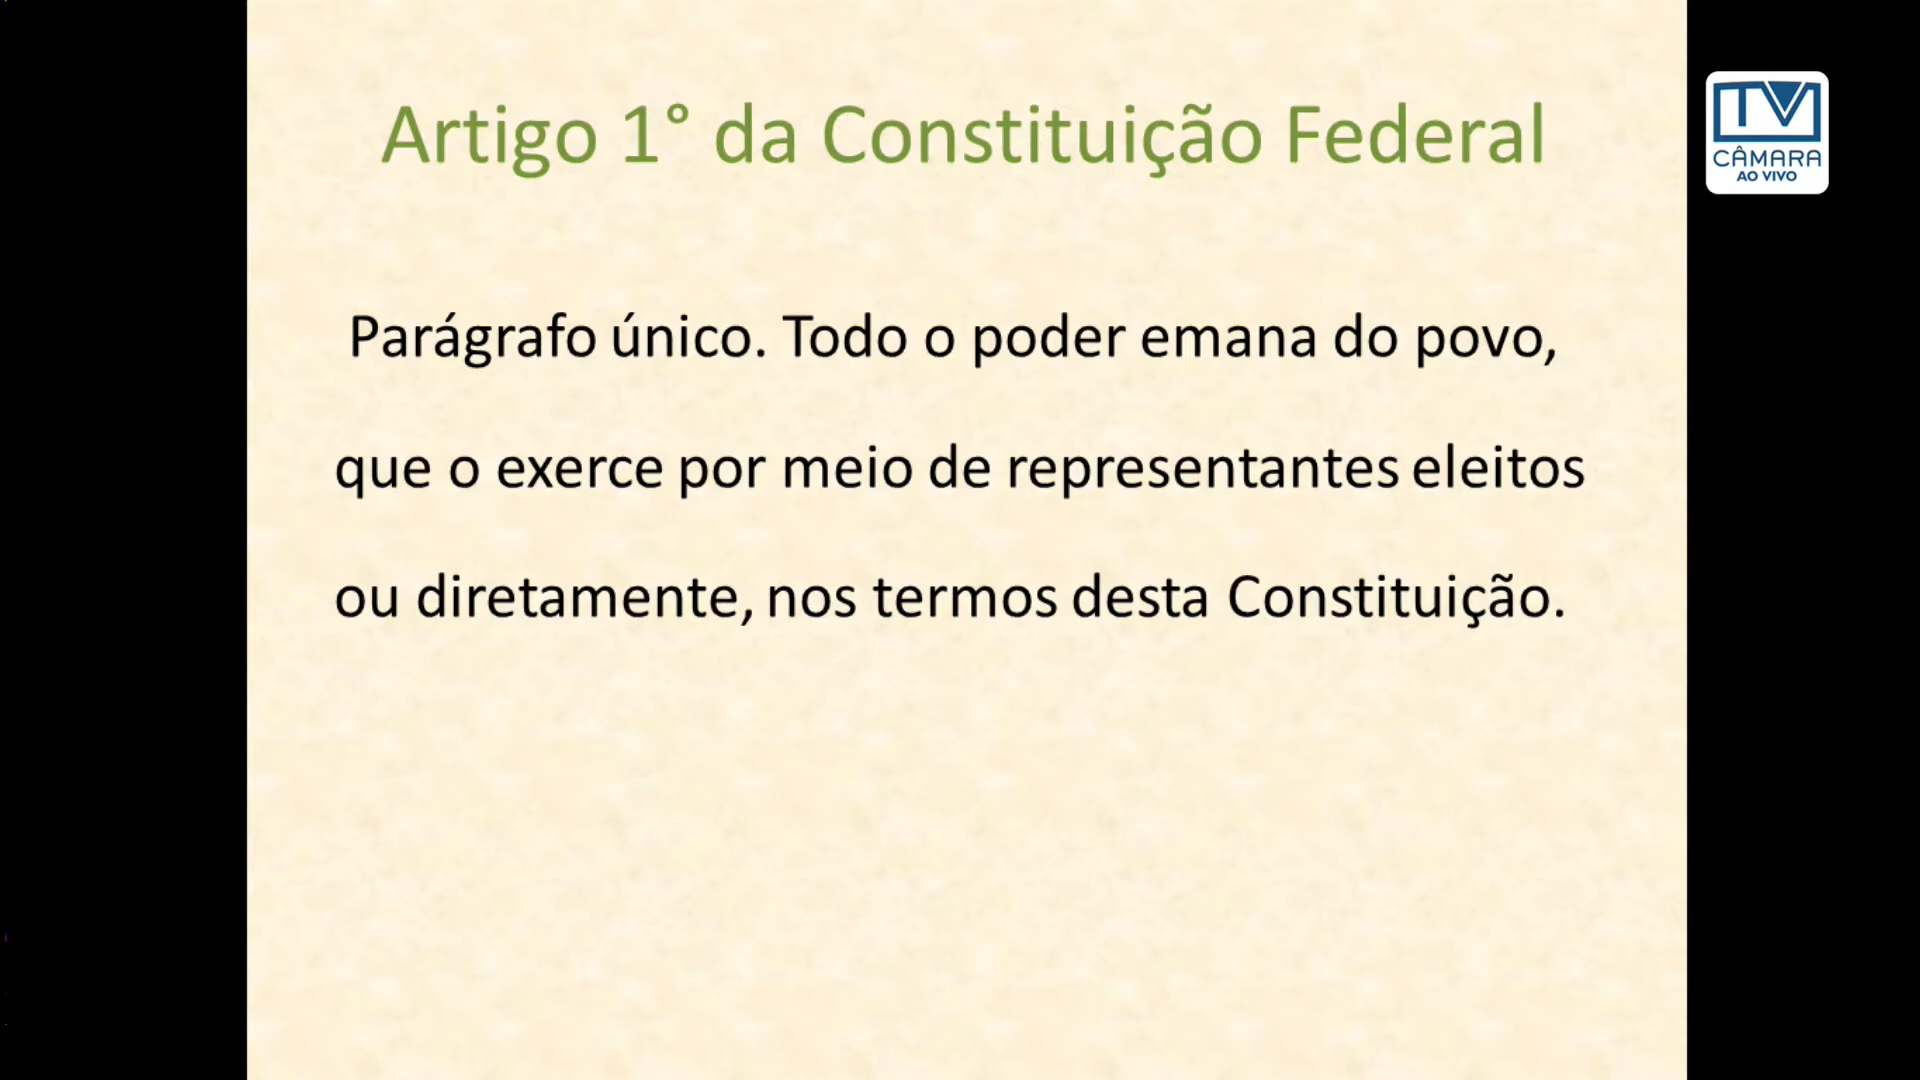 Artigo 1° da Constituição Federal
TV
CÂMARA
AO VIVO
Parágrafo único. Todo o poder emana do povo,
que o exerce por meio de representantes eleitos
ou diretamente, nos termos desta Constituição.